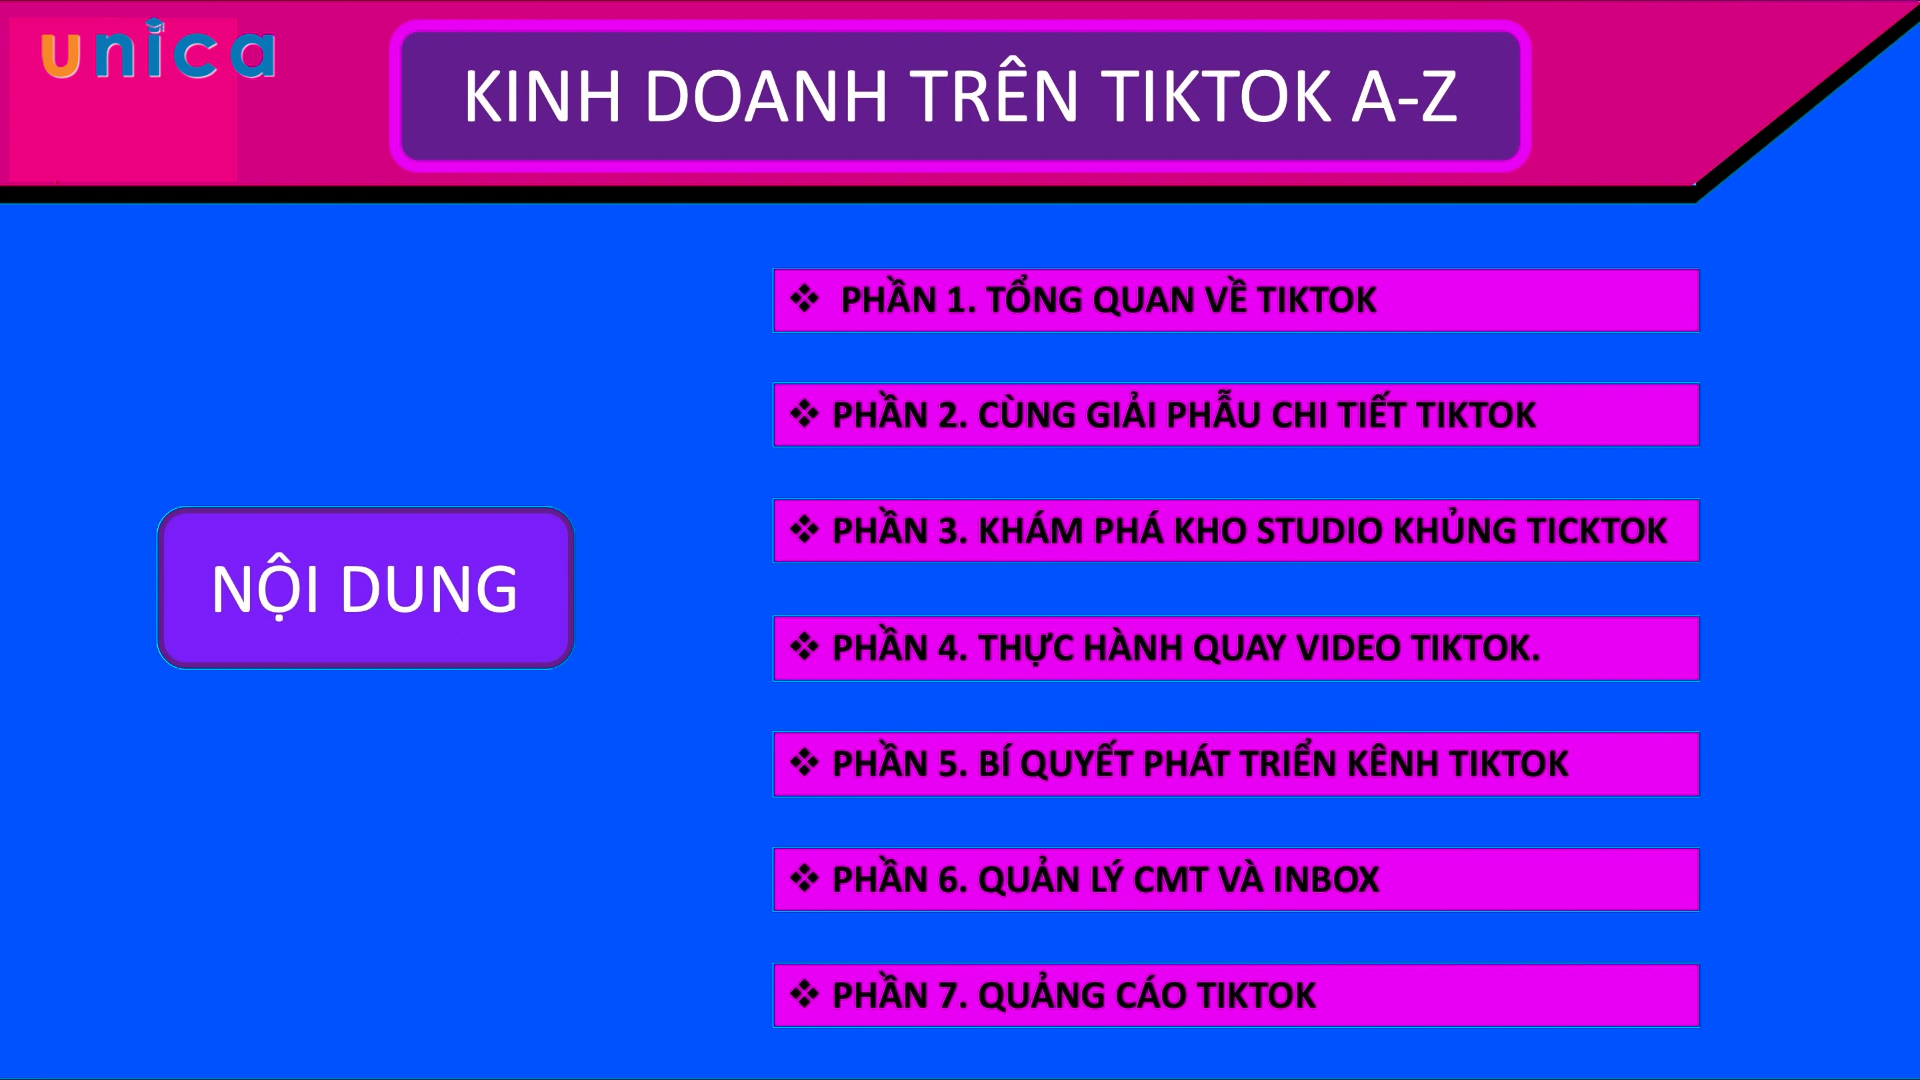 unica
KINH DOANH TRÊN TIKTOK A-Z
NỘI DUNG
❖ PHẦN 1. TỔNG QUAN VỀ TIKTOK
❖ PHẦN 2. CÙNG GIẢI PHẪU CHI TIẾT TIKTOK
❖ PHẦN 3. KHÁM PHÁ KHO STUDIO KHỦNG TICKTOK
❖ PHẦN 4. THỰC HÀNH QUAY VIDEO TIKTOK.
❖ PHẦN 5. BÍ QUYẾT PHÁT TRIỂN KÊNH TIKTOK
❖ PHẦN 6. QUẢN LÝ CMT VÀ INBOX
❖ PHẦN 7. QUẢNG CÁO TIKTOK